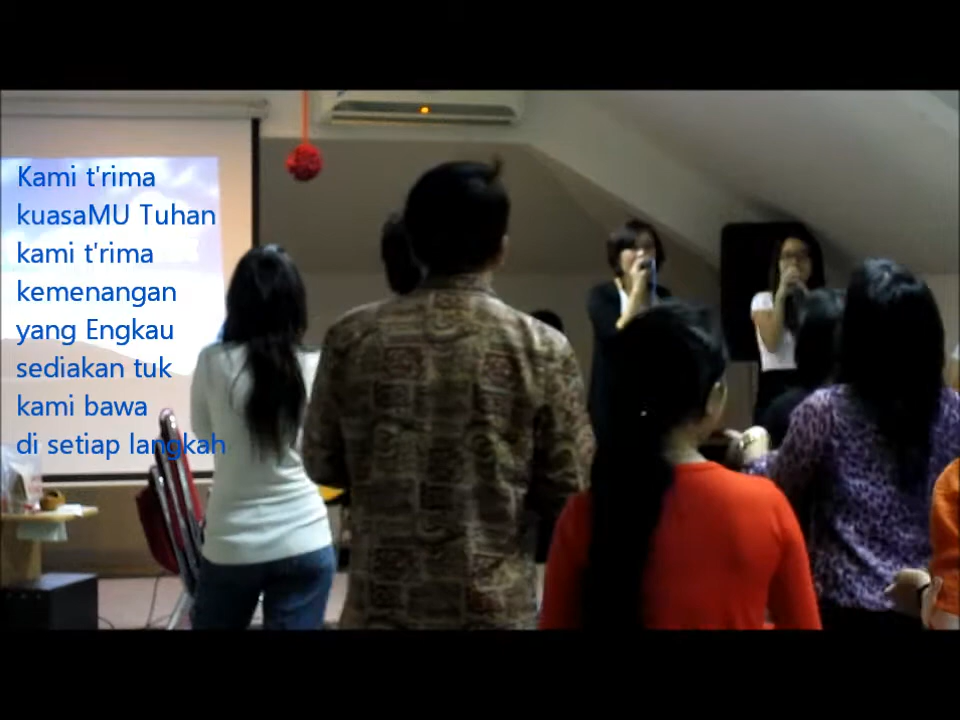 Kami t'rima
kuasaMU Tuhan
kami t'rima
kemenangan
yang Engkau
sediakan tuk
kami bawa
di setiap langkah